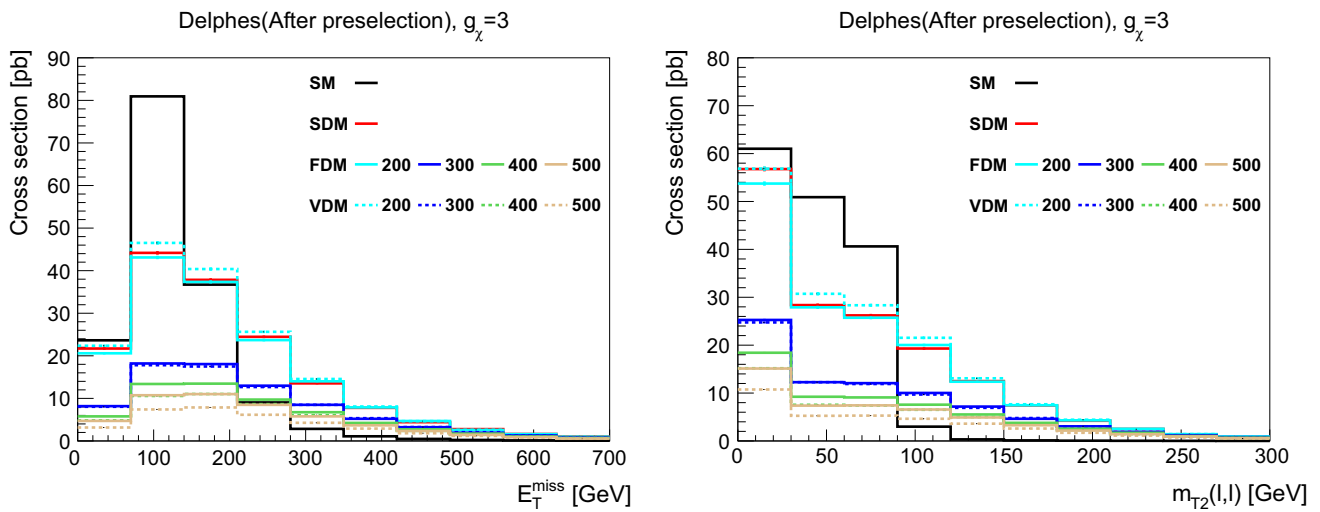 Delphes(After preselection), g_χ=3
Cross section [pb]
90
80
70
60
50
40
30
20
10
0
SM
SDM
FDM 200 300 400 500
VDM 200 300 400 500
0 100 200 300 400 500 600 700
E_T^miss [GeV]
Delphes(After preselection), g_χ=3
Cross section [pb]
80
70
60
50
40
30
20
10
0
SM
SDM
FDM 200 300 400 500
VDM 200 300 400 500
0 50 100 150 200 250 300
m_T2(l,l) [GeV]